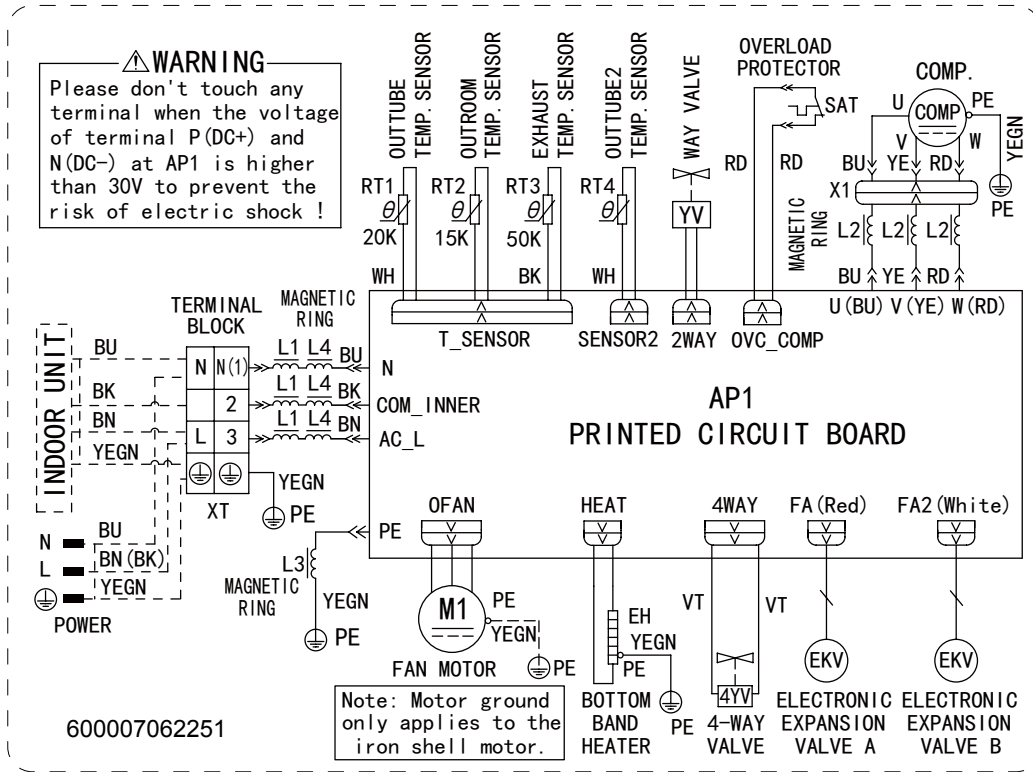 ⚠WARNING
Please don't touch any
terminal when the voltage
of terminal P(DC+) and
N(DC-) at AP1 is higher
than 30V to prevent the
risk of electric shock !
OUTTUBE
TEMP. SENSOR
OUTROOM
TEMP. SENSOR
EXHAUST
TEMP. SENSOR
OUTTUBE2
TEMP. SENSOR
WAY VALVE
OVERLOAD
PROTECTOR
SAT
COMP.
U
COMP
PE
V
W
YEGN
RD
RD
BU
YE
RD
X1
PE
RT1
θ
20K
RT2
θ
15K
RT3
θ
50K
RT4
θ
YV
MAGNETIC
RING
L2
L2
L2
WH
BK
WH
BU
YE
RD
U(BU) V(YE) W(RD)
T_SENSOR
SENSOR2
2WAY
OVC_COMP
TERMINAL
BLOCK
MAGNETIC
RING
INDOOR UNIT
BU
BK
BN
YEGN
N
N(1)
2
L
3
XT
L1 L4
BU
N
L1 L4
BK
COM_INNER
L1 L4
BN
AC_L
YEGN
PE
AP1
PRINTED CIRCUIT BOARD
N
BU
L
BN(BK)
YEGN
POWER
PE
L3
MAGNETIC
RING
YEGN
PE
OFAN
HEAT
4WAY
FA(Red)
FA2(White)
M1
PE
YEGN
PE
FAN MOTOR
EH
YEGN
PE
PE
BOTTOM
BAND
HEATER
VT
VT
4YV
4-WAY
VALVE
EKV
ELECTRONIC
EXPANSION
VALVE A
EKV
ELECTRONIC
EXPANSION
VALVE B
Note: Motor ground
only applies to the
iron shell motor.
600007062251